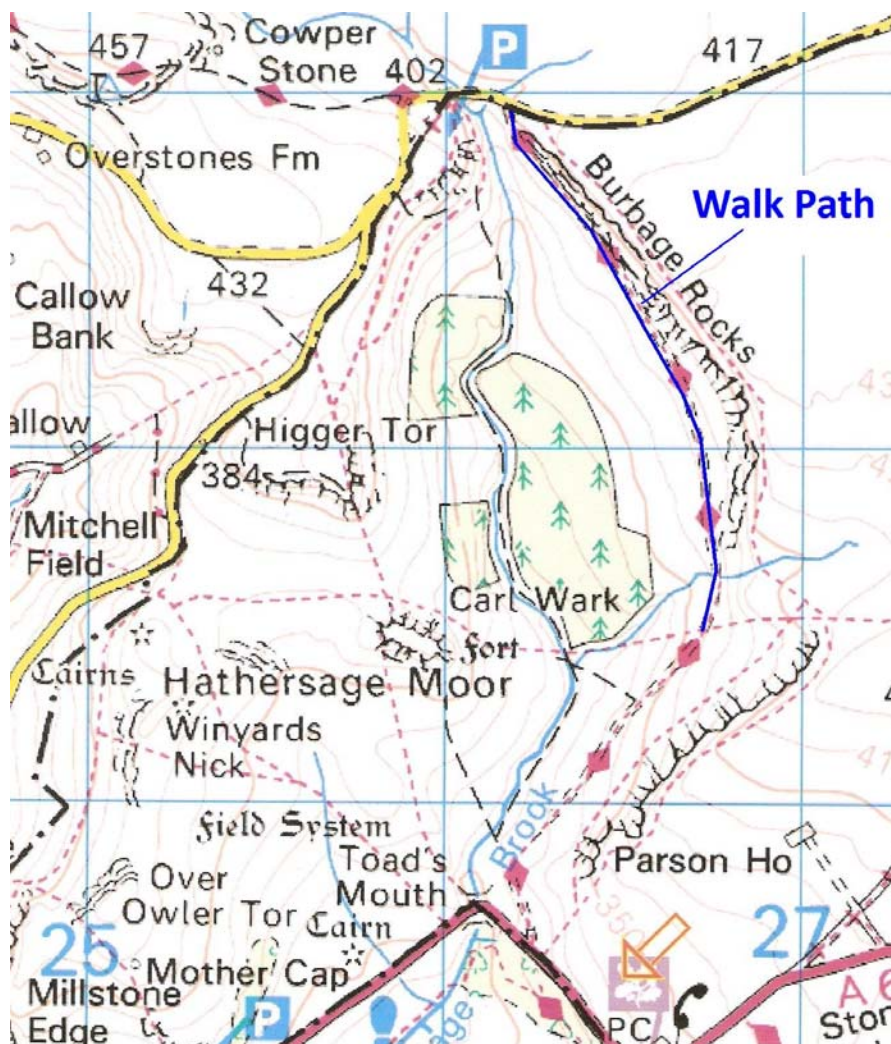 457
Cowper
Stone
402
P
417
Overstones Fm
Burbage Rocks
Walk Path
432
Callow
Bank
allow
Higger Tor
384
Mitchell
Field
Carl Wark
fort
Cairns
Hathersage Moor
Winyards
Nick
Field System
Brook
Toad's
Mouth
Parson Ho
Over
Owler Tor
Cairn
350
25
27
Mother Cap
Millstone
Edge
P
PC
A 6
Ston